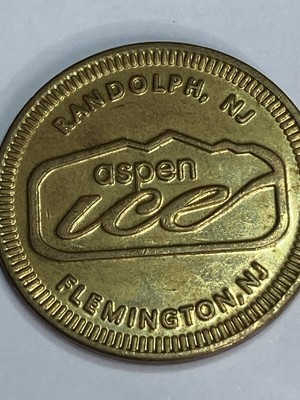 RANDOLPH, NJ
aspen
ice
FLEMINGTON, NJ